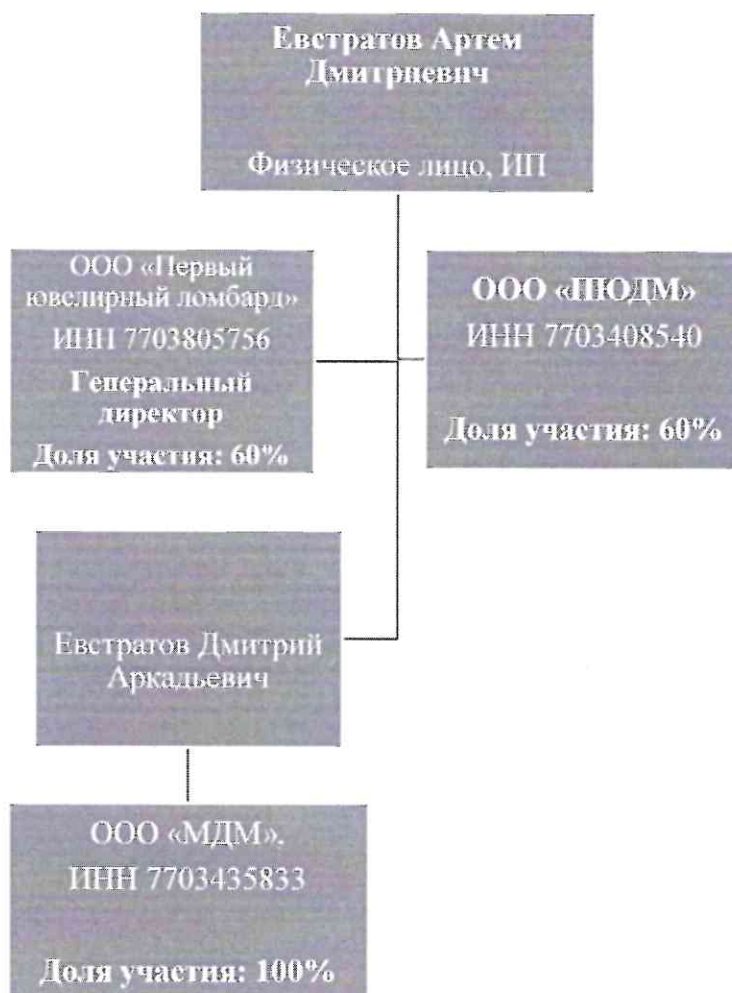 Евстратов Артем
Дмитриевич
Физическое лицо, ИП
ООО «Первый
ювелирный ломбард»
ИНН 7703805756
Генеральный
директор
Доля участия: 60%
ООО «ПЮДМ»
ИНН 7703408540
Доля участия: 60%
Евстратов Дмитрий
Аркадьевич
ООО «МДМ».
ИНН 7703435833
Доля участия: 100%